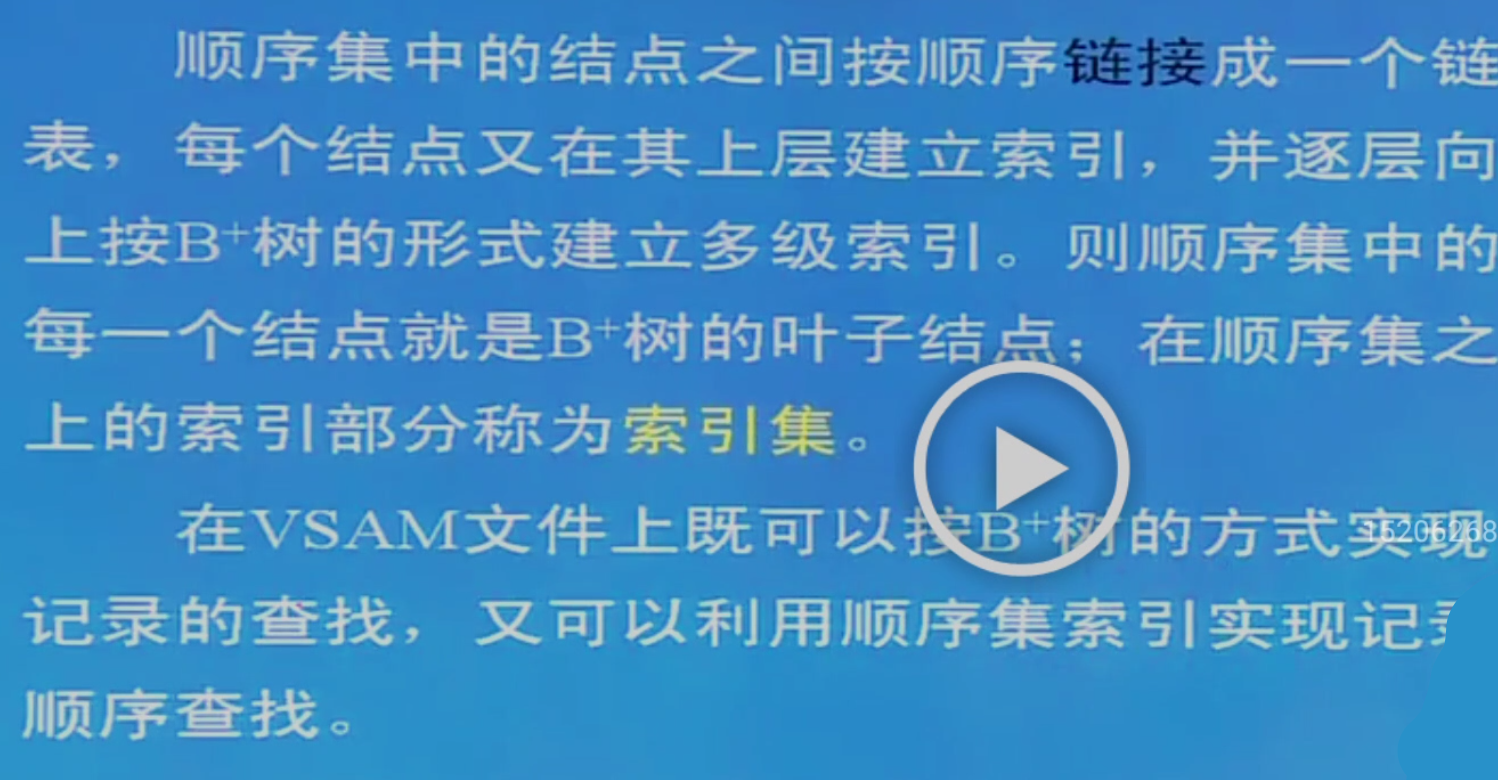 顺序集中的结点之间按顺序链接成一个链
表，每个结点又在其上层建立索引，并逐层向
上按B⁺树的形式建立多级索引。则顺序集中的
每一个结点就是B⁺树的叶子结点；在顺序集之
上的索引部分称为索引集。
在VSAM文件上既可以按B⁺树的方式实现
15206268
记录的查找，又可以利用顺序集索引实现记
顺序查找。